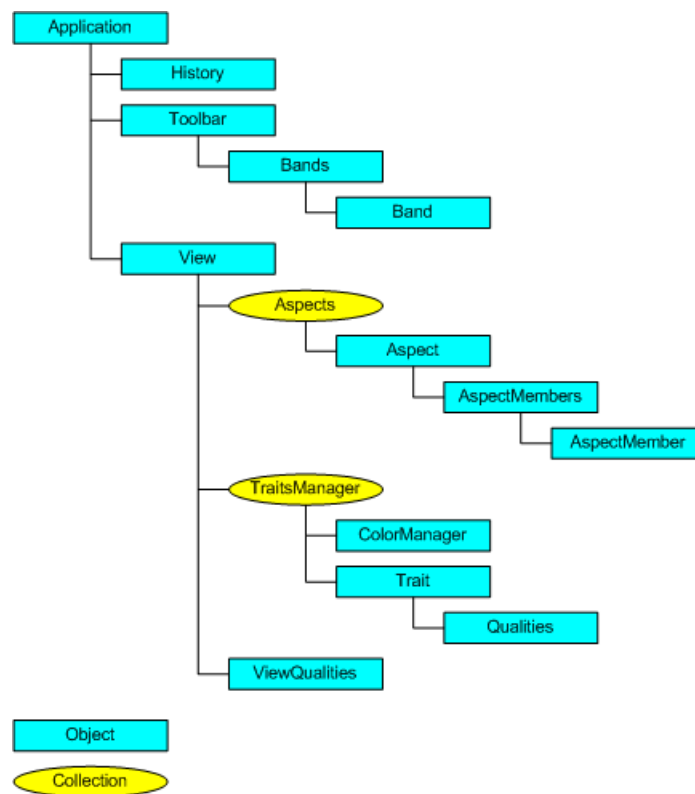 Application
History
Toolbar
Bands
Band
View
Aspects
Aspect
AspectMembers
AspectMember
TraitsManager
ColorManager
Trait
Qualities
ViewQualities
Object
Collection